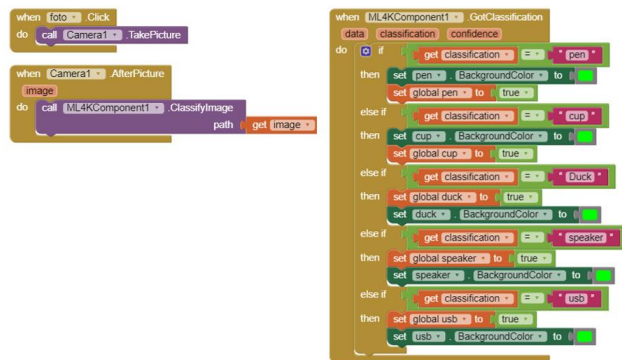 when foto .Click
do call Camera1 .TakePicture
when Camera1 .AfterPicture
image
do call ML4KComponent1 .ClassifyImage
path get image
when ML4KComponent1 .GotClassification
data classification confidence
do if get classification = " pen "
then set pen . BackgroundColor to
set global pen to true
else if get classification = " cup "
then set cup . BackgroundColor to
set global cup to true
else if get classification = " Duck "
then set global duck to true
set duck . BackgroundColor to
else if get classification = " speaker "
then set global speaker to true
set speaker . BackgroundColor to
else if get classification = " usb "
then set global usb to true
set usb . BackgroundColor to